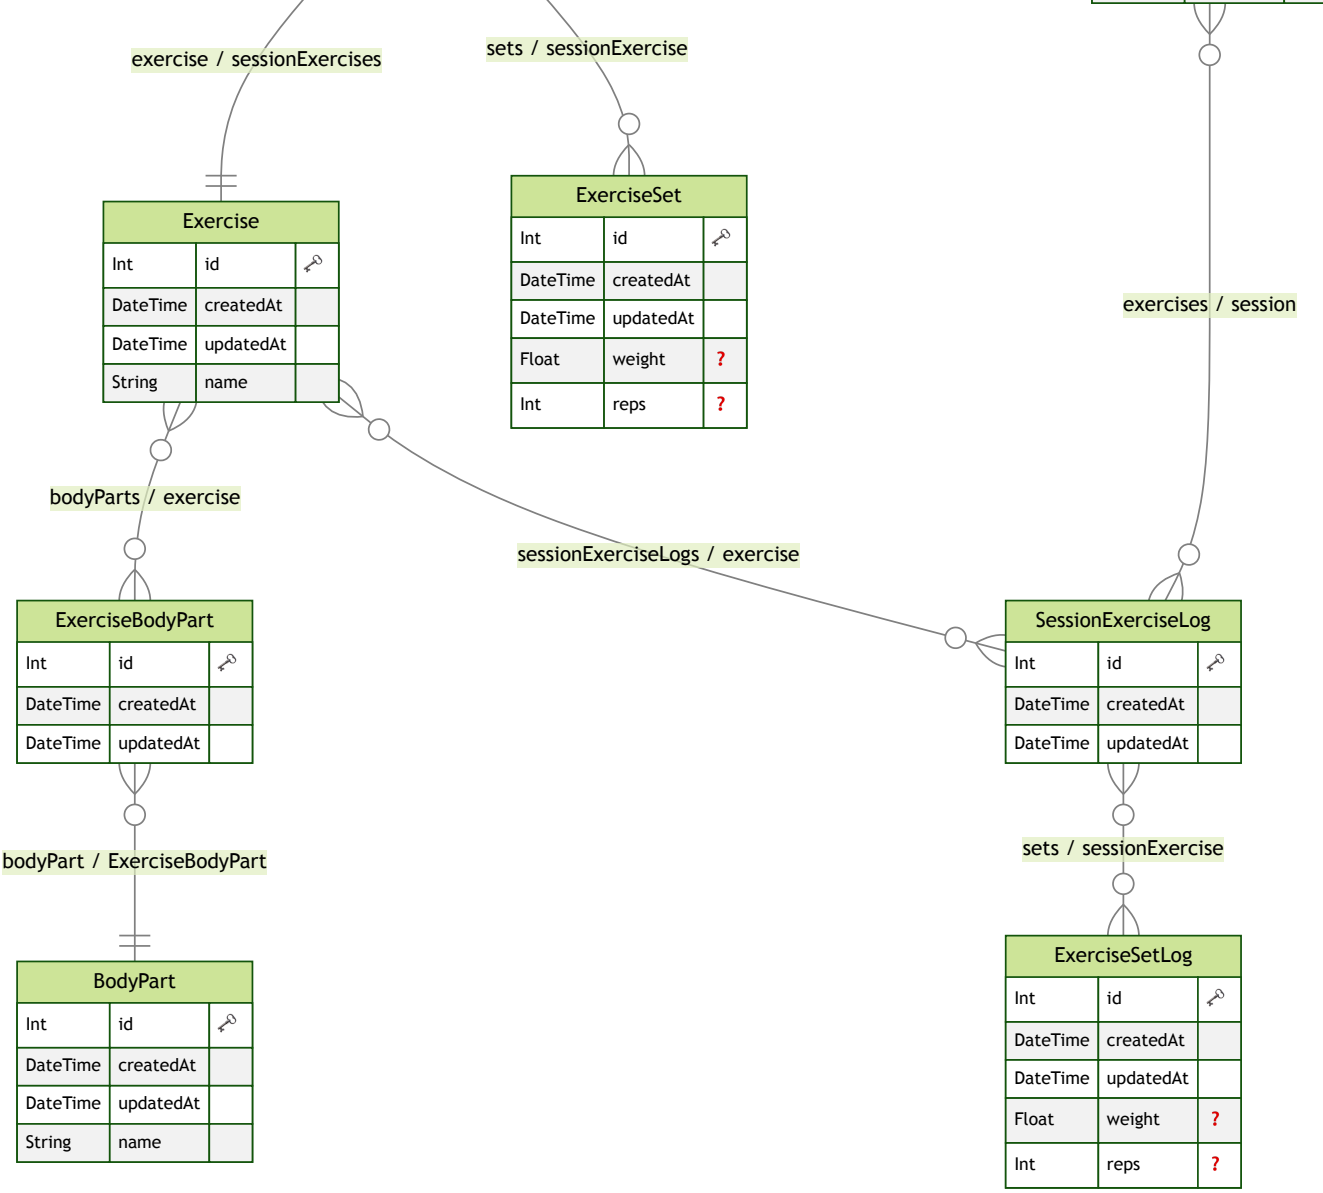 sets / sessionExercise
exercise / sessionExercises
ExerciseSet
Int id
DateTime createdAt
DateTime updatedAt
Float weight ?
Int reps ?
Exercise
Int id
DateTime createdAt
DateTime updatedAt
String name
exercises / session
bodyParts / exercise
sessionExerciseLogs / exercise
ExerciseBodyPart
Int id
DateTime createdAt
DateTime updatedAt
SessionExerciseLog
Int id
DateTime createdAt
DateTime updatedAt
bodyPart / ExerciseBodyPart
sets / sessionExercise
BodyPart
Int id
DateTime createdAt
DateTime updatedAt
String name
ExerciseSetLog
Int id
DateTime createdAt
DateTime updatedAt
Float weight ?
Int reps ?